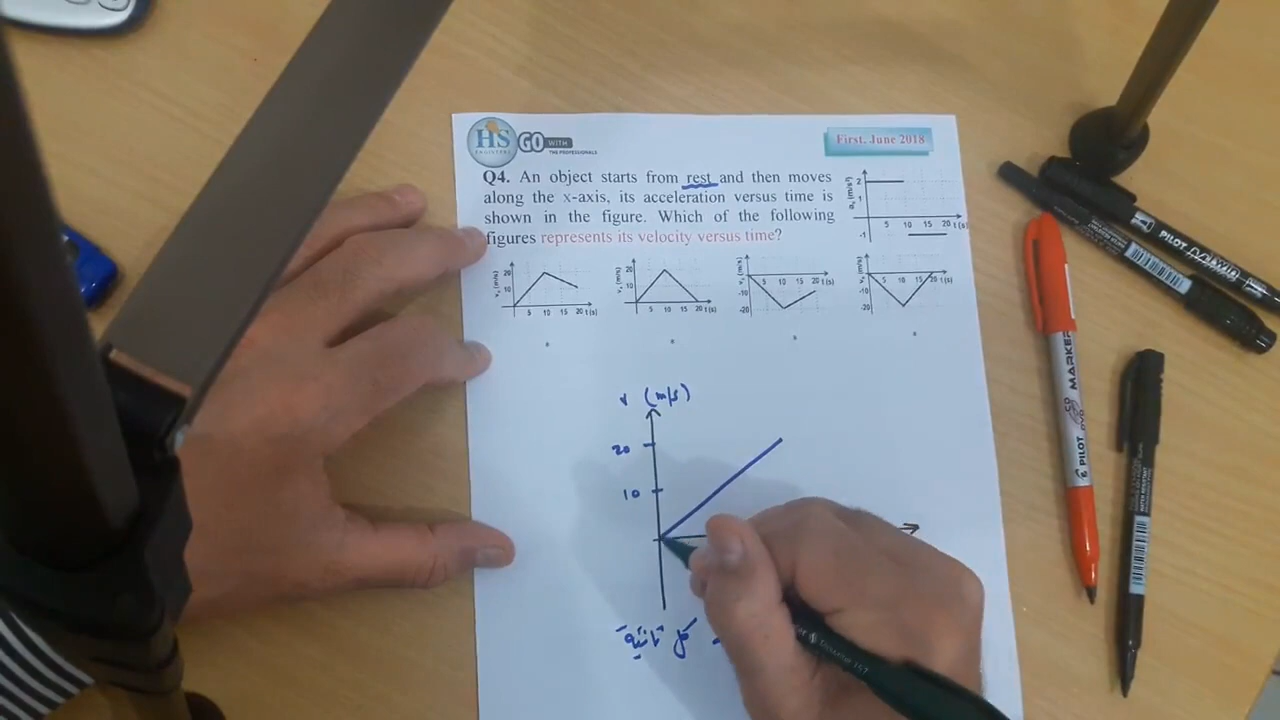 HS
ENGINEERS
GO WITH
THE PROFESSIONALS
First, June 2018
Q4. An object starts from rest and then moves
along the x-axis, its acceleration versus time is
shown in the figure. Which of the following
figures represents its velocity versus time?
aₓ (m/s²)
2
1
-1
5 10 15 20 t(s)
vₓ (m/s)
20
10
5 10 15 20 t(s)
vₓ (m/s)
20
10
5 10 15 20 t(s)
vₓ (m/s)
5 10 15 20 t(s)
-10
-20
vₓ (m/s)
5 10 15 20 t(s)
-10
-20
v (m/s)
20
10
كل ثانية
PILOT
MARKER
PILOT